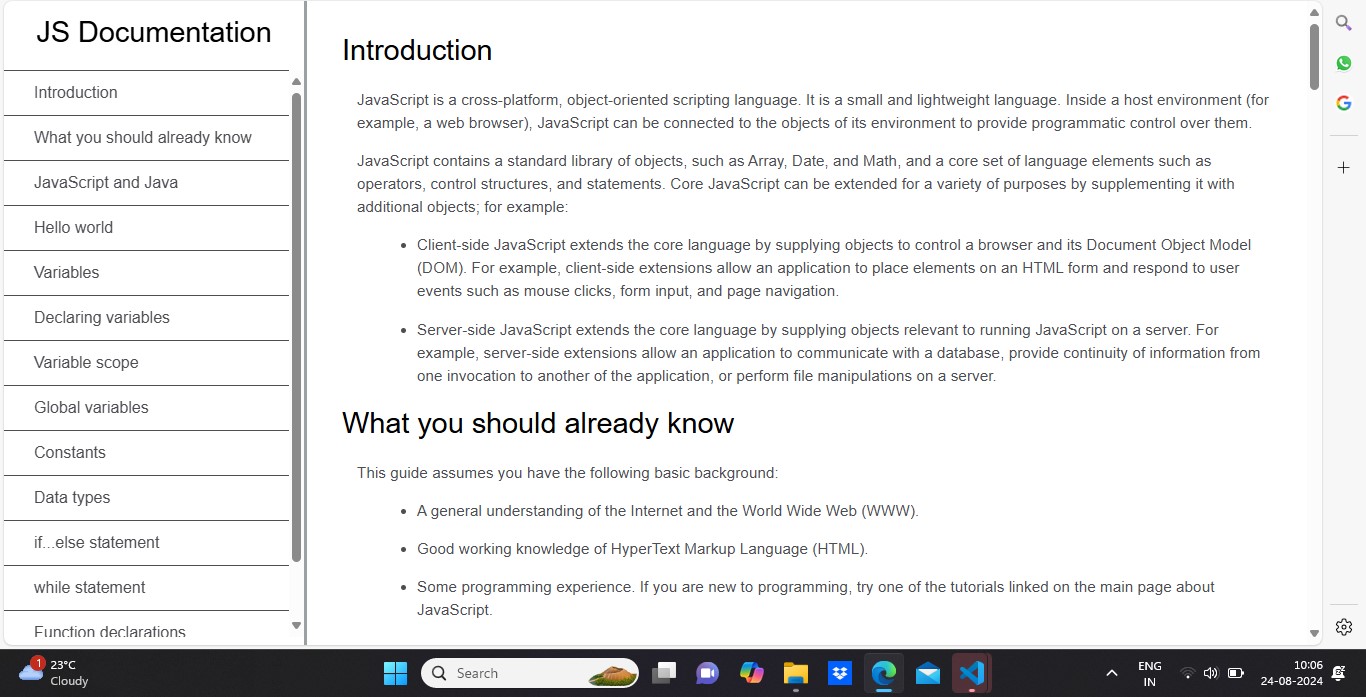 JS Documentation
Introduction
What you should already know
JavaScript and Java
Hello world
Variables
Declaring variables
Variable scope
Global variables
Constants
Data types
if...else statement
while statement
Function declarations
Introduction
JavaScript is a cross-platform, object-oriented scripting language. It is a small and lightweight language. Inside a host environment (for
example, a web browser), JavaScript can be connected to the objects of its environment to provide programmatic control over them.
JavaScript contains a standard library of objects, such as Array, Date, and Math, and a core set of language elements such as
operators, control structures, and statements. Core JavaScript can be extended for a variety of purposes by supplementing it with
additional objects; for example:
• Client-side JavaScript extends the core language by supplying objects to control a browser and its Document Object Model
(DOM). For example, client-side extensions allow an application to place elements on an HTML form and respond to user
events such as mouse clicks, form input, and page navigation.
• Server-side JavaScript extends the core language by supplying objects relevant to running JavaScript on a server. For
example, server-side extensions allow an application to communicate with a database, provide continuity of information from
one invocation to another of the application, or perform file manipulations on a server.
What you should already know
This guide assumes you have the following basic background:
• A general understanding of the Internet and the World Wide Web (WWW).
• Good working knowledge of HyperText Markup Language (HTML).
• Some programming experience. If you are new to programming, try one of the tutorials linked on the main page about
JavaScript.
1
23°C
Cloudy
Search
ENG
IN
10:06
24-08-2024